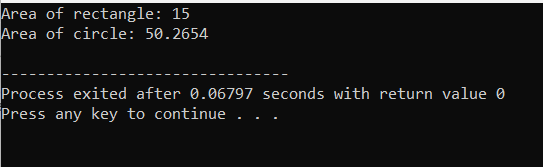 Area of rectangle: 15
Area of circle: 50.2654
--------------------------------
Process exited after 0.06797 seconds with return value 0
Press any key to continue . . .